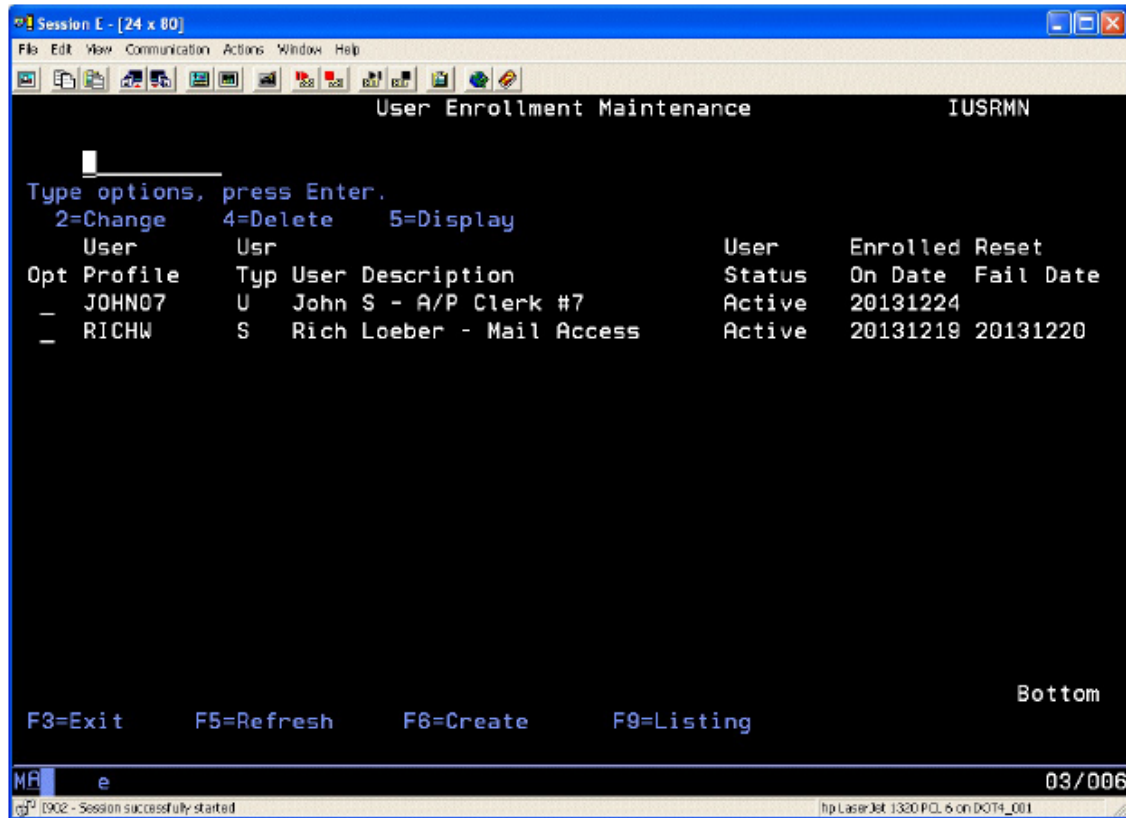 Session E - [24 x 80]
File Edit View Communication Actions Window Help
User Enrollment Maintenance IUSRMN
Type options, press Enter.
2=Change 4=Delete 5=Display
User Usr User Enrolled Reset
Opt Profile Typ User Description Status On Date Fail Date
_ JOHN07 U John S - A/P Clerk #7 Active 20131224
_ RICHW S Rich Loeber - Mail Access Active 20131219 20131220
Bottom
F3=Exit F5=Refresh F6=Create F9=Listing
MA e 03/006
I902 - Session successfully started hp LaserJet 1320 PCL 6 on DOT4_001